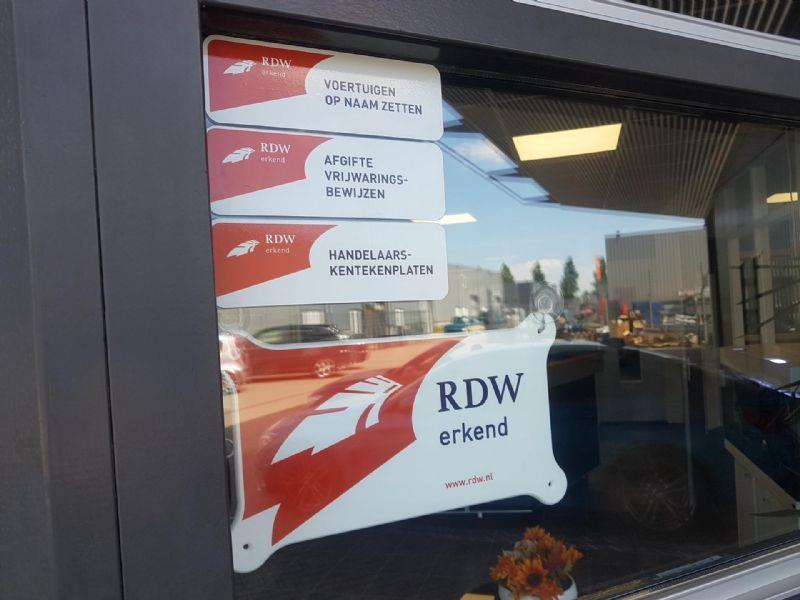 RDW
erkend
VOERTUIGEN
OP NAAM ZETTEN
RDW
erkend
AFGIFTE
VRIJWARINGS-
BEWIJZEN
RDW
erkend
HANDELAARS-
KENTEKENPLATEN
RDW
erkend
www.rdw.nl